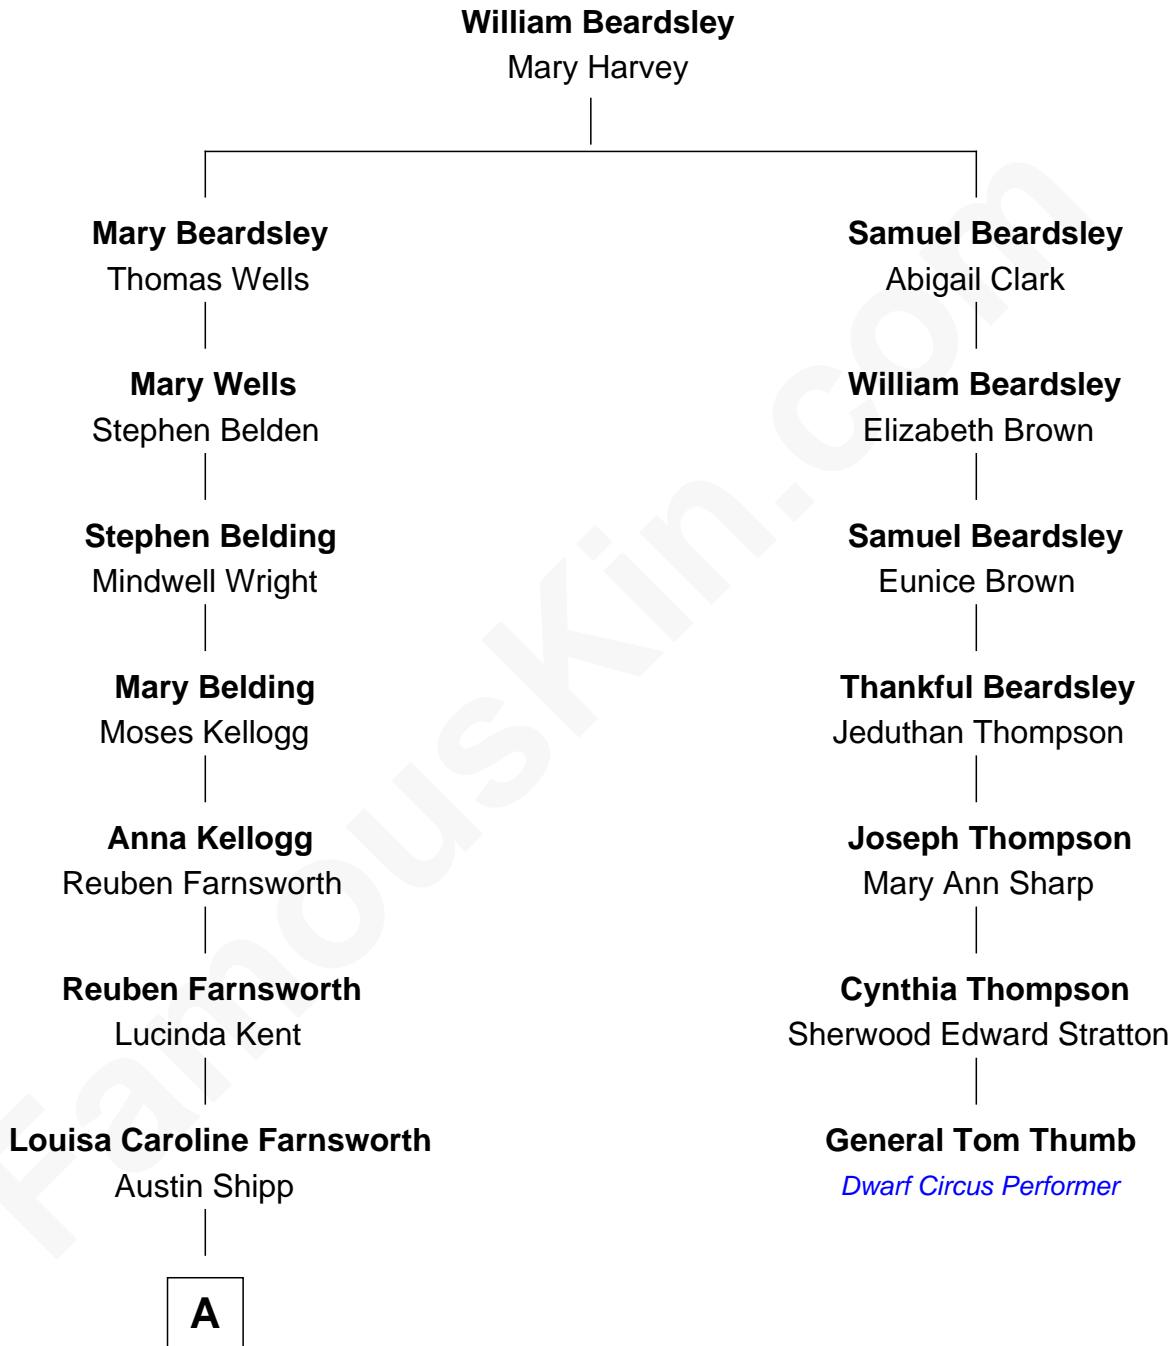 William Beardsley
Mary Harvey
Mary Beardsley
Thomas Wells
Samuel Beardsley
Abigail Clark
Mary Wells
Stephen Belden
William Beardsley
Elizabeth Brown
Stephen Belding
Mindwell Wright
Samuel Beardsley
Eunice Brown
Mary Belding
Moses Kellogg
Thankful Beardsley
Jeduthan Thompson
Anna Kellogg
Reuben Farnsworth
Joseph Thompson
Mary Ann Sharp
Reuben Farnsworth
Lucinda Kent
Cynthia Thompson
Sherwood Edward Stratton
Louisa Caroline Farnsworth
Austin Shipp
General Tom Thumb
Dwarf Circus Performer
A
FamousKin.com